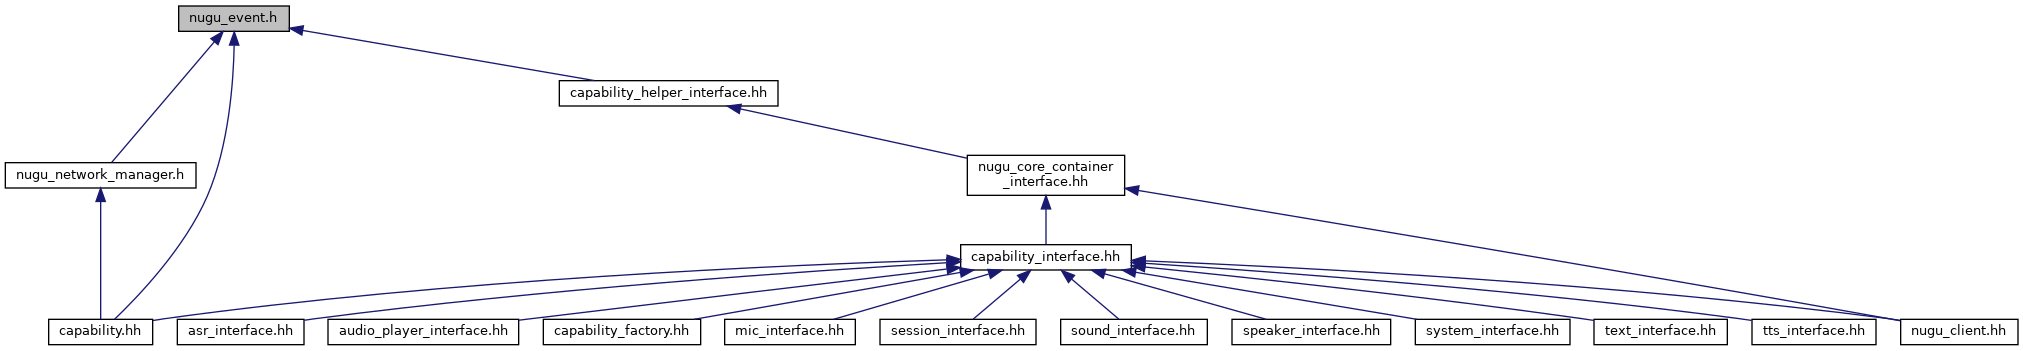 nugu_event.h
capability_helper_interface.hh
nugu_network_manager.h
nugu_core_container
_interface.hh
capability_interface.hh
capability.hh
asr_interface.hh
audio_player_interface.hh
capability_factory.hh
mic_interface.hh
session_interface.hh
sound_interface.hh
speaker_interface.hh
system_interface.hh
text_interface.hh
tts_interface.hh
nugu_client.hh